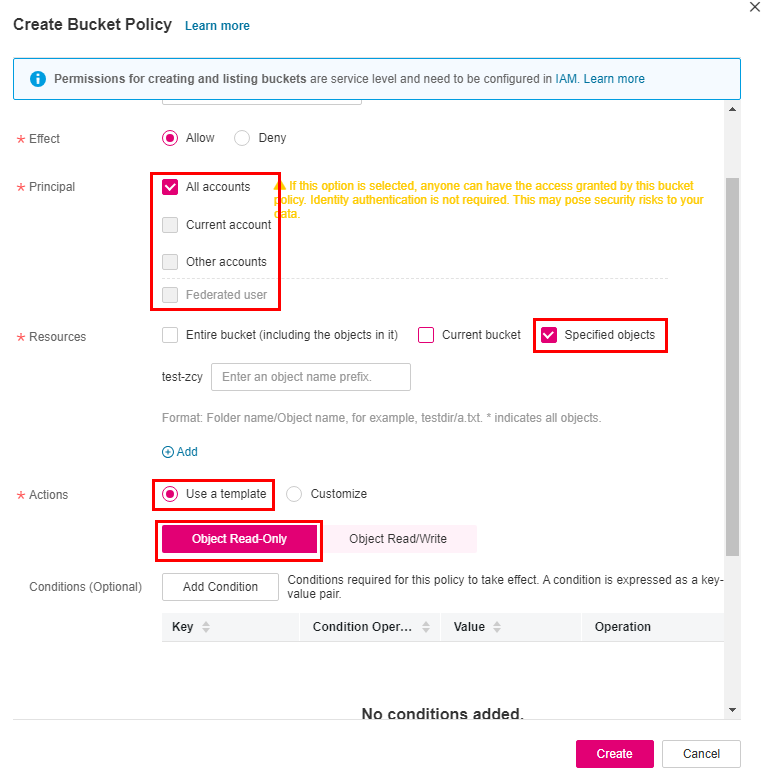 Create Bucket Policy Learn more
Permissions for creating and listing buckets are service level and need to be configured in IAM. Learn more
* Effect Allow Deny
* Principal All accounts If this option is selected, anyone can have the access granted by this bucket
policy. Identity authentication is not required. This may pose security risks to your
data.
Current account
Other accounts
Federated user
* Resources Entire bucket (including the objects in it) Current bucket Specified objects
test-zcy Enter an object name prefix.
Format: Folder name/Object name, for example, testdir/a.txt. * indicates all objects.
Add
* Actions Use a template Customize
Object Read-Only Object Read/Write
Conditions (Optional) Add Condition Conditions required for this policy to take effect. A condition is expressed as a key-
value pair.
Key Condition Oper... Value Operation
No conditions added.
Create Cancel